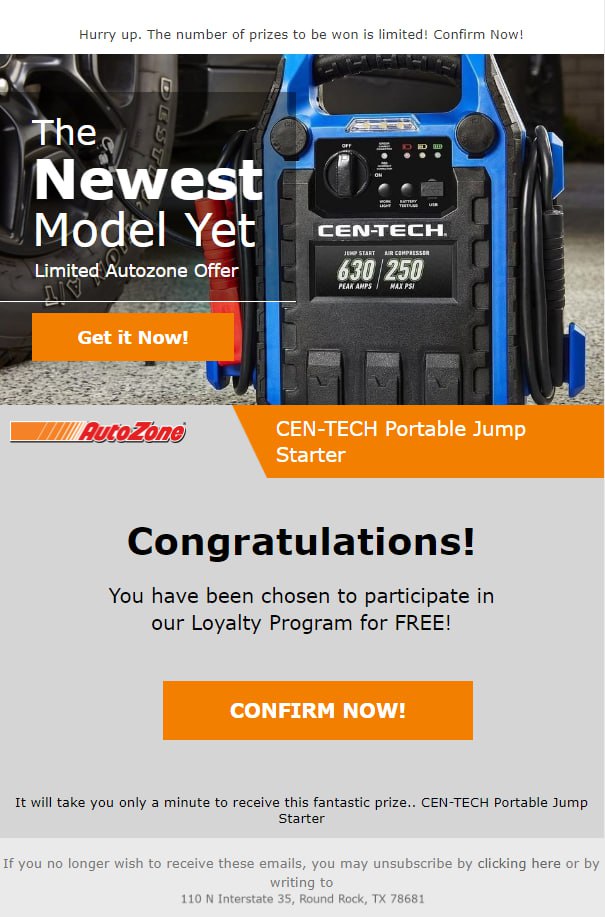 Hurry up. The number of prizes to be won is limited! Confirm Now!
The
Newest
Model Yet
Limited Autozone Offer
Get it Now!
OFF
ON
WORK
LIGHT
BATTERY
TEST/LED
USB
CEN-TECH.
JUMP START
AIR COMPRESSOR
630
250
PEAK AMPS
MAX PSI
AutoZone
CEN-TECH Portable Jump
Starter
Congratulations!
You have been chosen to participate in
our Loyalty Program for FREE!
CONFIRM NOW!
It will take you only a minute to receive this fantastic prize.. CEN-TECH Portable Jump
Starter
If you no longer wish to receive these emails, you may unsubscribe by clicking here or by
writing to
110 N Interstate 35, Round Rock, TX 78681